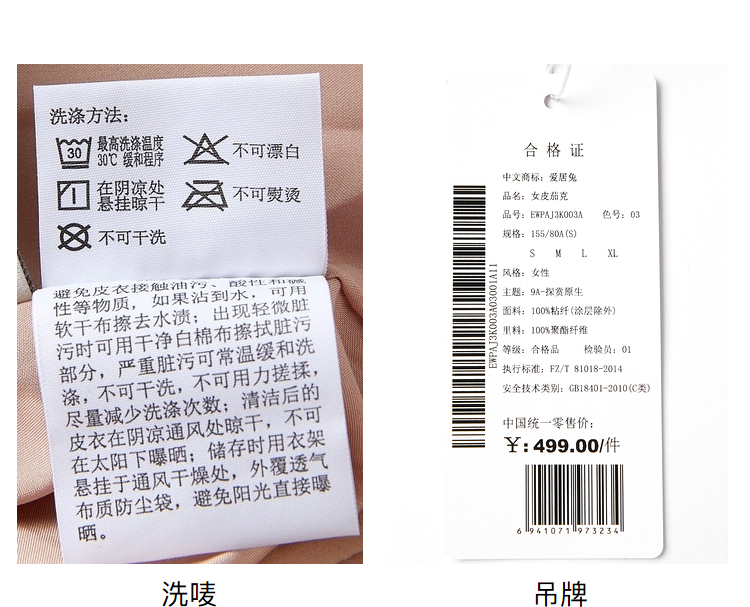 洗涤方法:
30
最高洗涤温度
30℃ 缓和程序
不可漂白
在阴凉处
悬挂晾干
不可熨烫
不可干洗
避免皮衣接触油污、酸性和碱
性等物质,如果沾到水,可用
软干布擦去水渍;出现轻微脏
污时可用干净白棉布擦拭脏污
部分,严重脏污可常温缓和洗
涤,不可干洗,不可用力搓揉,
尽量减少洗涤次数;清洁后的
皮衣在阴凉通风处晾干,不可
在太阳下曝晒;储存时用衣架
悬挂于通风干燥处,外覆透气
布质防尘袋,避免阳光直接曝
晒。
洗唛
合格证
中文商标:爱居兔
品名:女皮茄克
品号:EWPAJ3K003A 色号:03
规格:155/80A(S)
S M L XL
风格:女性
主题:9A-探赏原生
面料:100%粘纤(涂层除外)
里料:100%聚酯纤维
等级:合格品 检验员:01
执行标准:FZ/T 81018-2014
安全技术类别:GB18401-2010(C类)
EWPAJ3K003A03001A11
中国统一零售价:
¥:499.00/件
6 941071 973234
吊牌